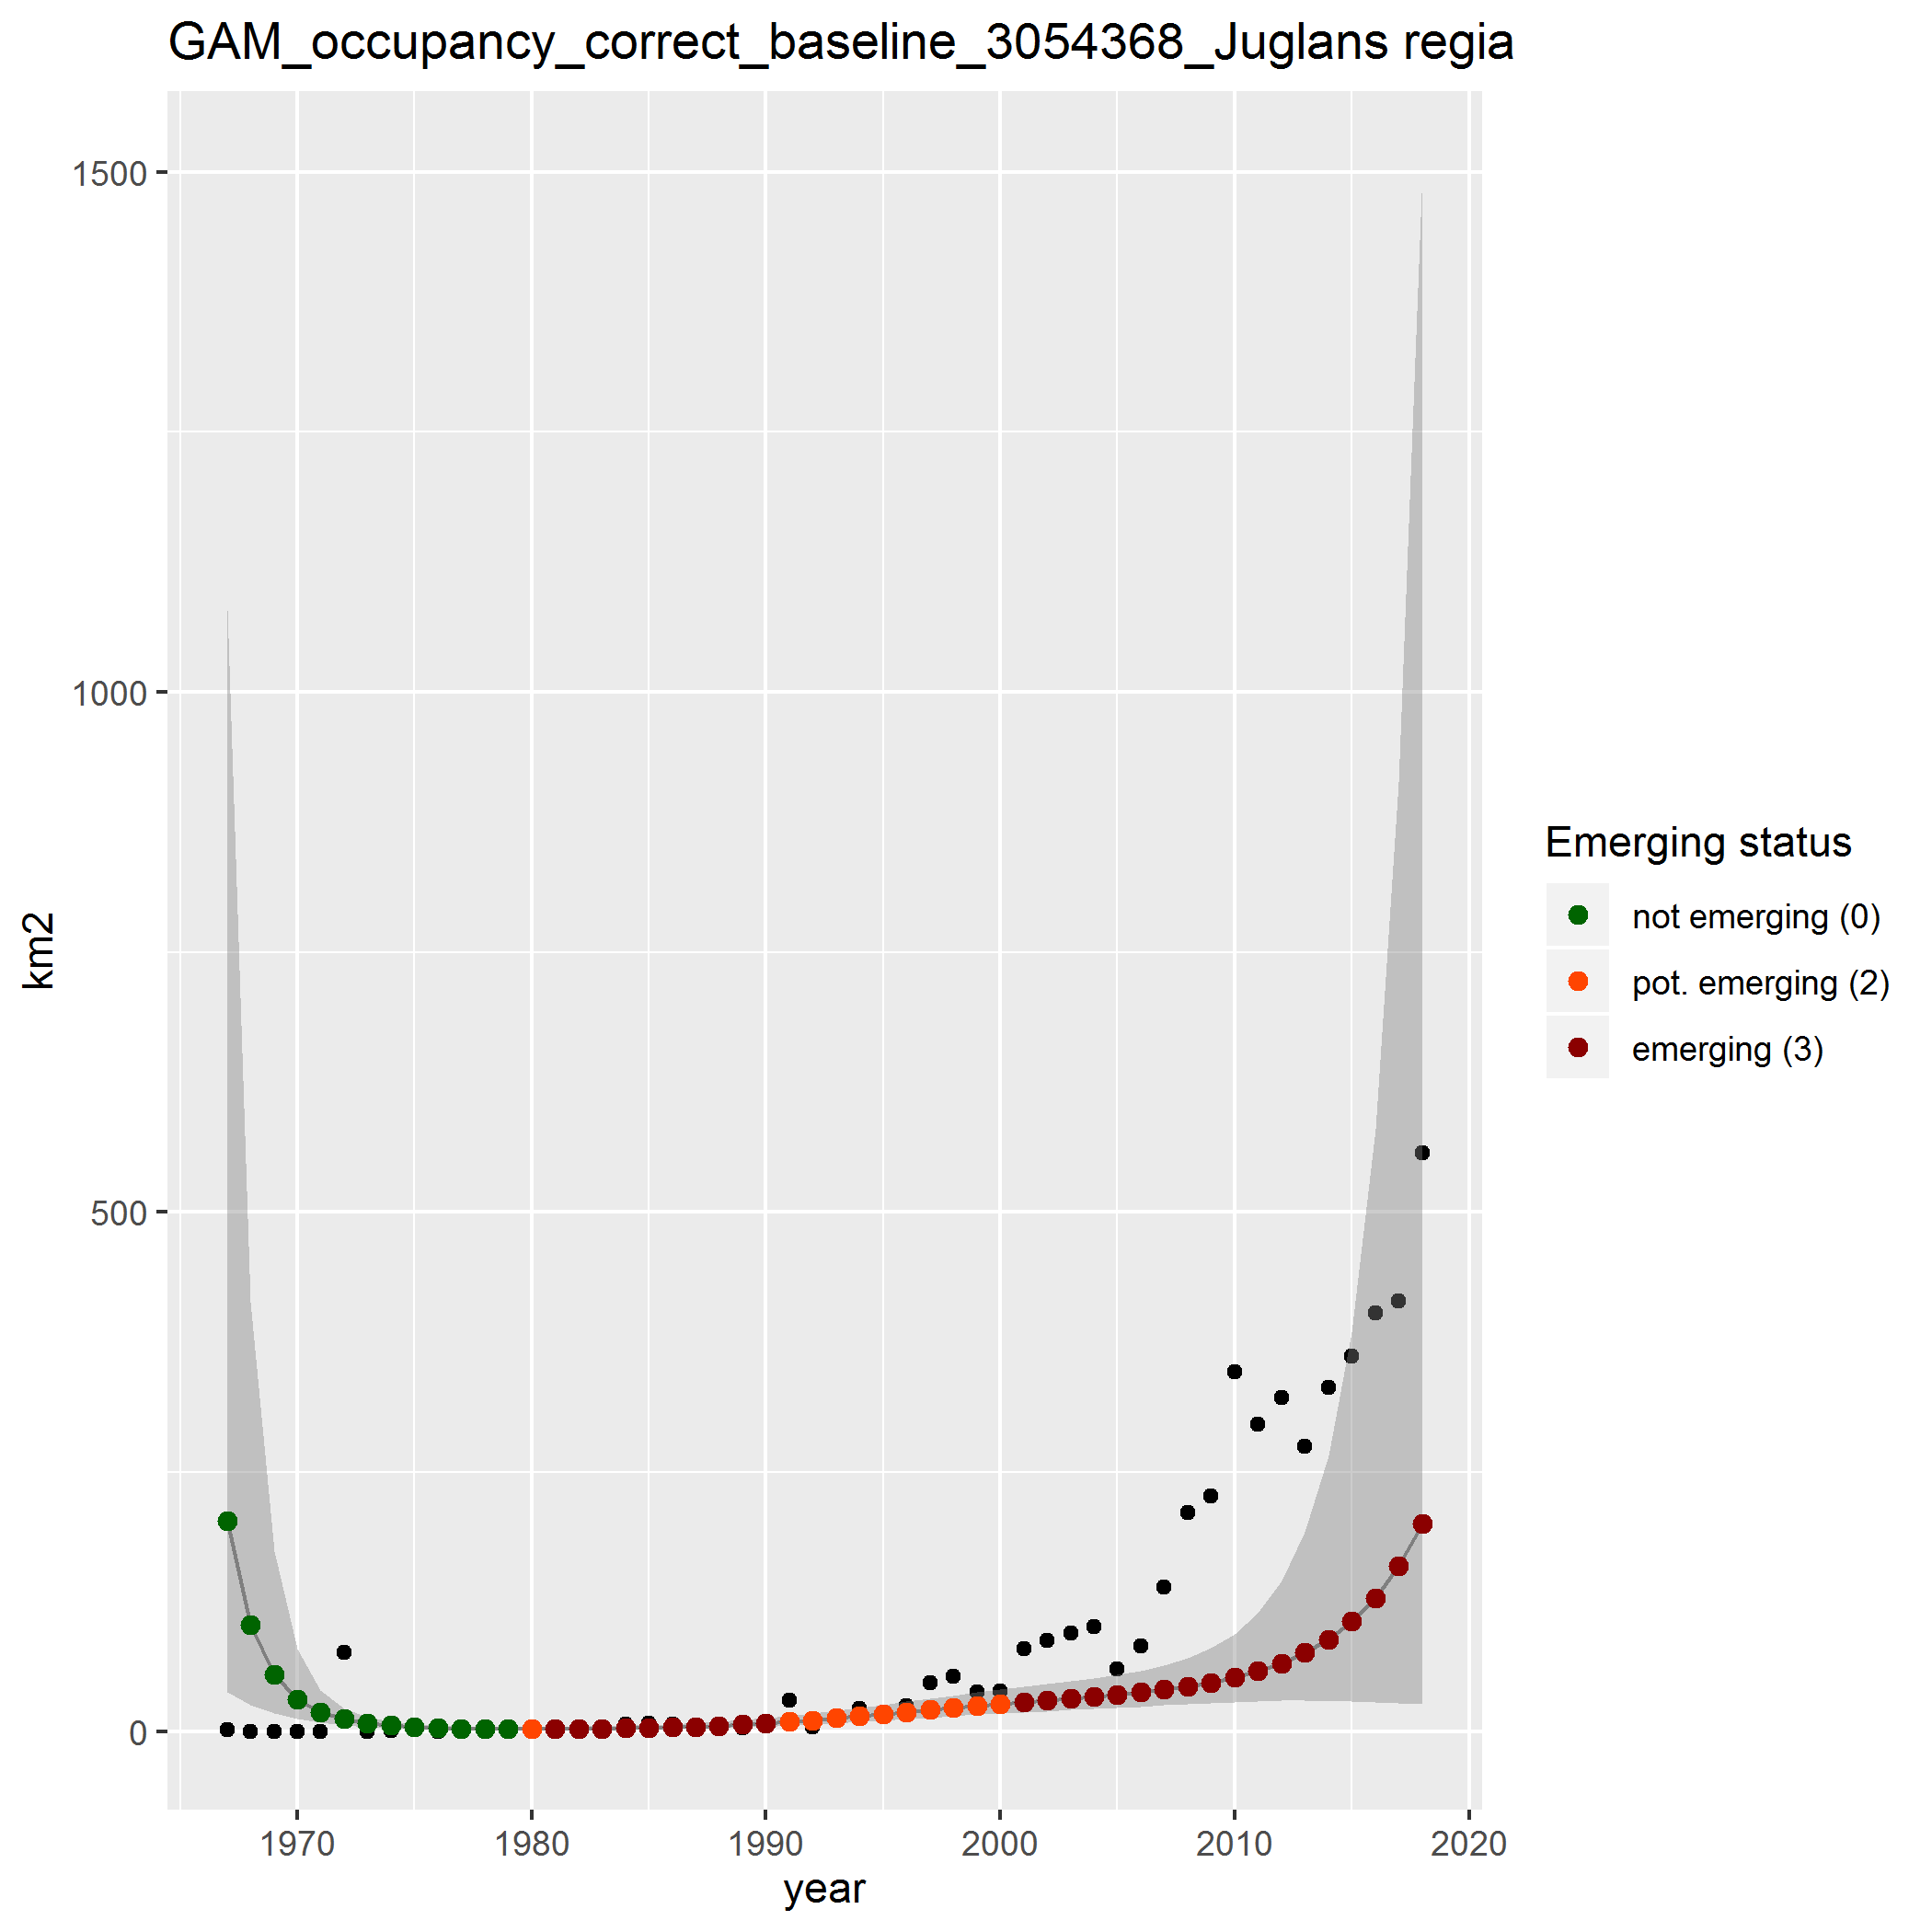 GAM_occupancy_correct_baseline_3054368_Juglans regia
1500
1000
500
0
km2
1970
1980
1990
2000
2010
2020
year
Emerging status
not emerging (0)
pot. emerging (2)
emerging (3)